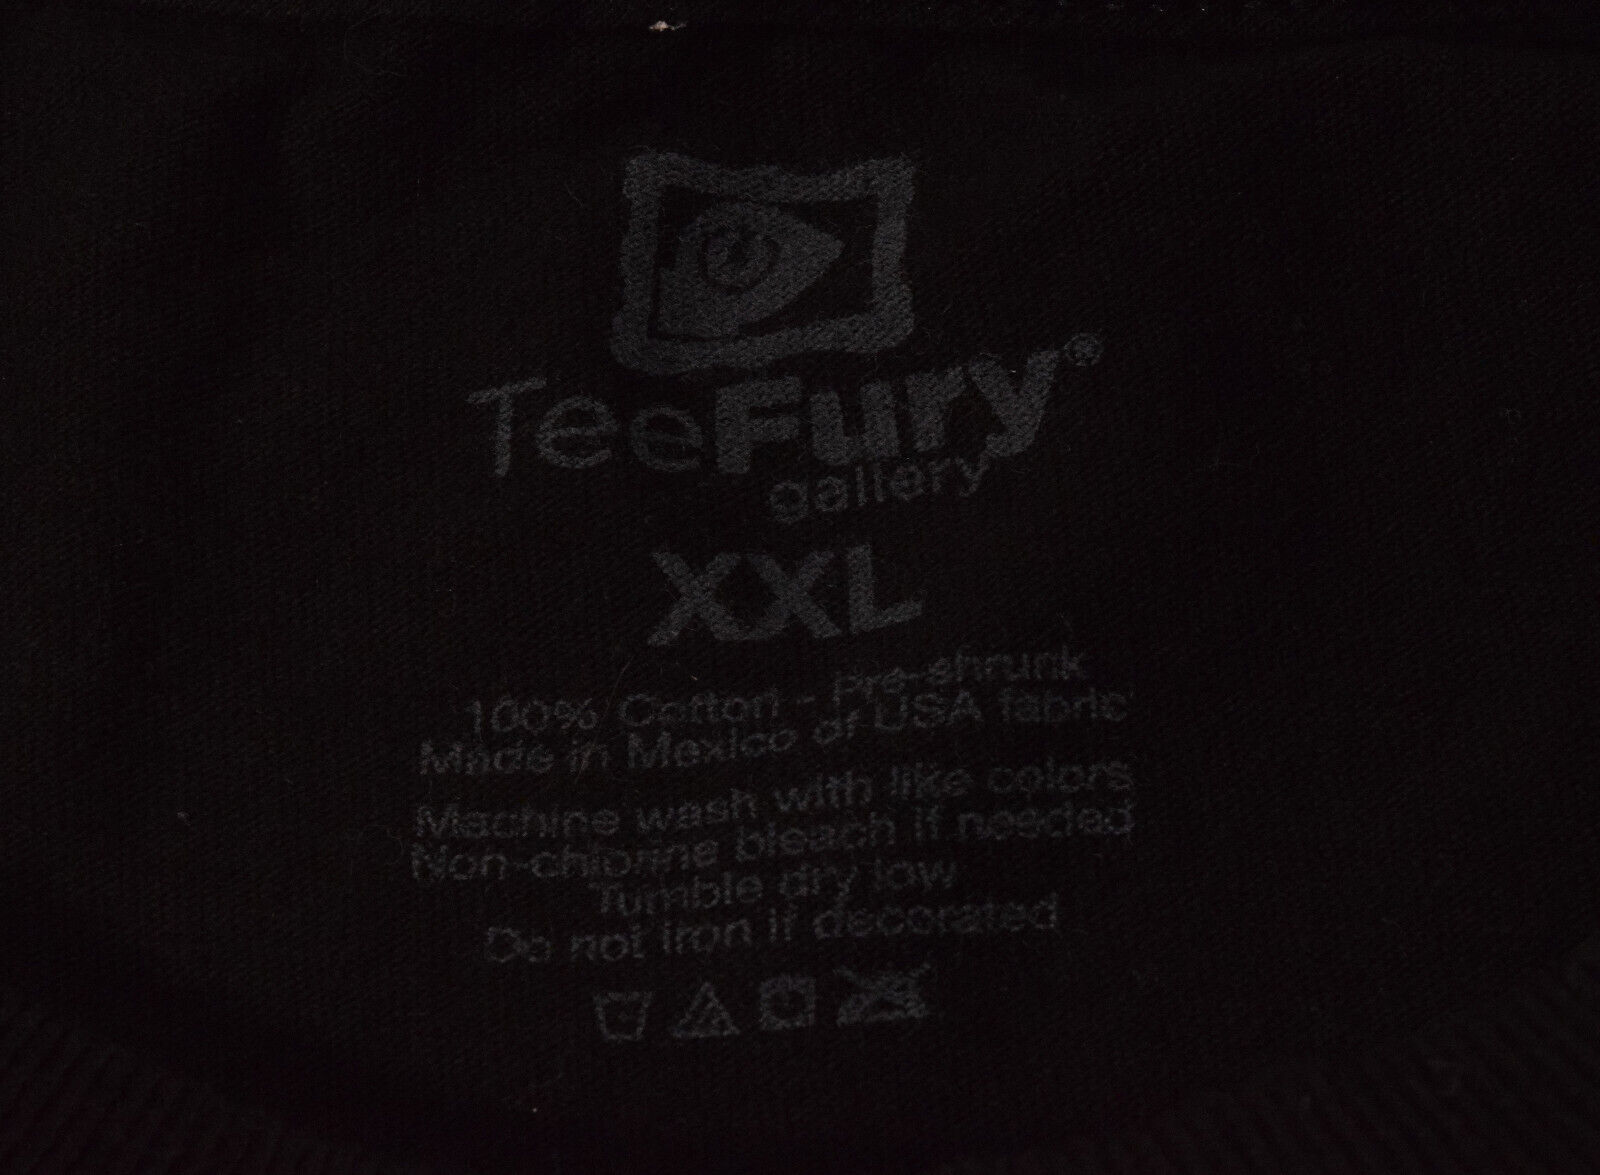 TeeFury®
gallery
XXL
100% Cotton - Pre-shrunk
Made in Mexico of USA fabric
Machine wash with like colors
Non-chlorine bleach if needed
Tumble dry low
Do not iron if decorated